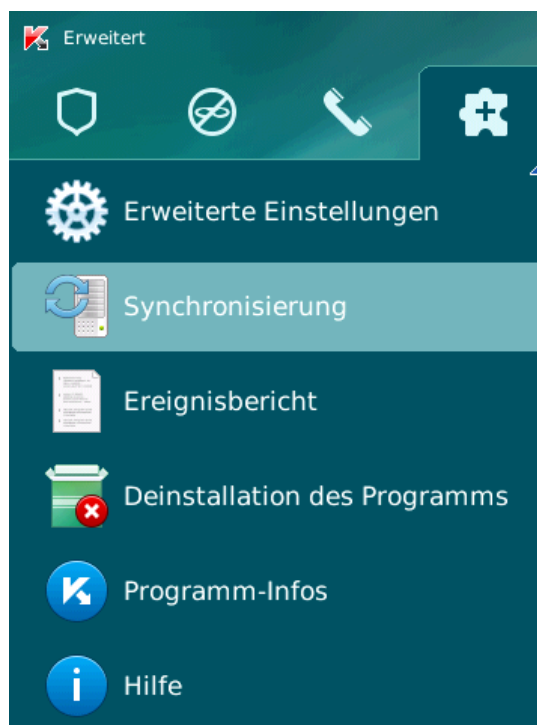 Erweitert
Erweiterte Einstellungen
Synchronisierung
Ereignisbericht
Deinstallation des Programms
Programm-Infos
Hilfe